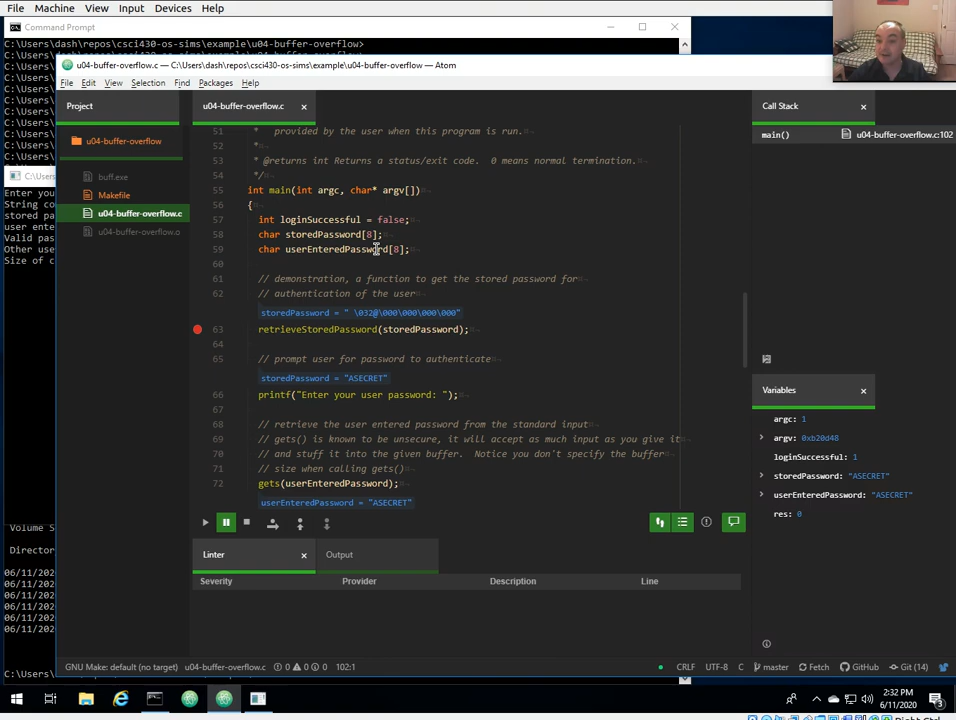 File Machine View Input Devices Help
Command Prompt
C:\Users\dash\repos\csci430-os-sims\example\u04-buffer-overflow>
u04-buffer-overflow.c — C:\Users\dash\repos\csci430-os-sims\example\u04-buffer-overflow — Atom
File Edit View Selection Find Packages Help
Project
u04-buffer-overflow
buff.exe
Makefile
u04-buffer-overflow.c
u04-buffer-overflow.o
C:\Users
Enter you
String co
stored pa
user ente
Valid pas
Other use
Size of c
Volume S
Director
06/11/202
06/11/202
06/11/202
06/11/202
06/11/202
C:\Users\
u04-buffer-overflow.c
51 * provided by the user when this program is run.
52 *
53 * @returns int Returns a status/exit code. 0 means normal termination.
54 */
55 int main(int argc, char* argv[])
56 {
57 int loginSuccessful = false;
58 char storedPassword[8];
59 char userEnteredPassword[8];
60
61 // demonstration, a function to get the stored password for
62 // authentication of the user
storedPassword = " \032@\000\000\000\000"
63 retrieveStoredPassword(storedPassword);
64
65 // prompt user for password to authenticate
storedPassword = "ASECRET"
66 printf("Enter your user password: ");
67
68 // retrieve the user entered password from the standard input
69 // gets() is known to be unsecure, it will accept as much input as you give it
70 // and stuff it into the given buffer. Notice you don't specify the buffer
71 // size when calling gets()
72 gets(userEnteredPassword);
userEnteredPassword = "ASECRET"
Call Stack
main() u04-buffer-overflow.c:102
Variables
argc: 1
argv: 0xb20d48
loginSuccessful: 1
storedPassword: "ASECRET"
userEnteredPassword: "ASECRET"
res: 0
Linter
Output
Severity Provider Description Line
GNU Make: default (no target) 0 0 0 u04-buffer-overflow.c 102:1
CRLF UTF-8 C master Fetch GitHub Git (14)
2:32 PM
6/11/2020
3